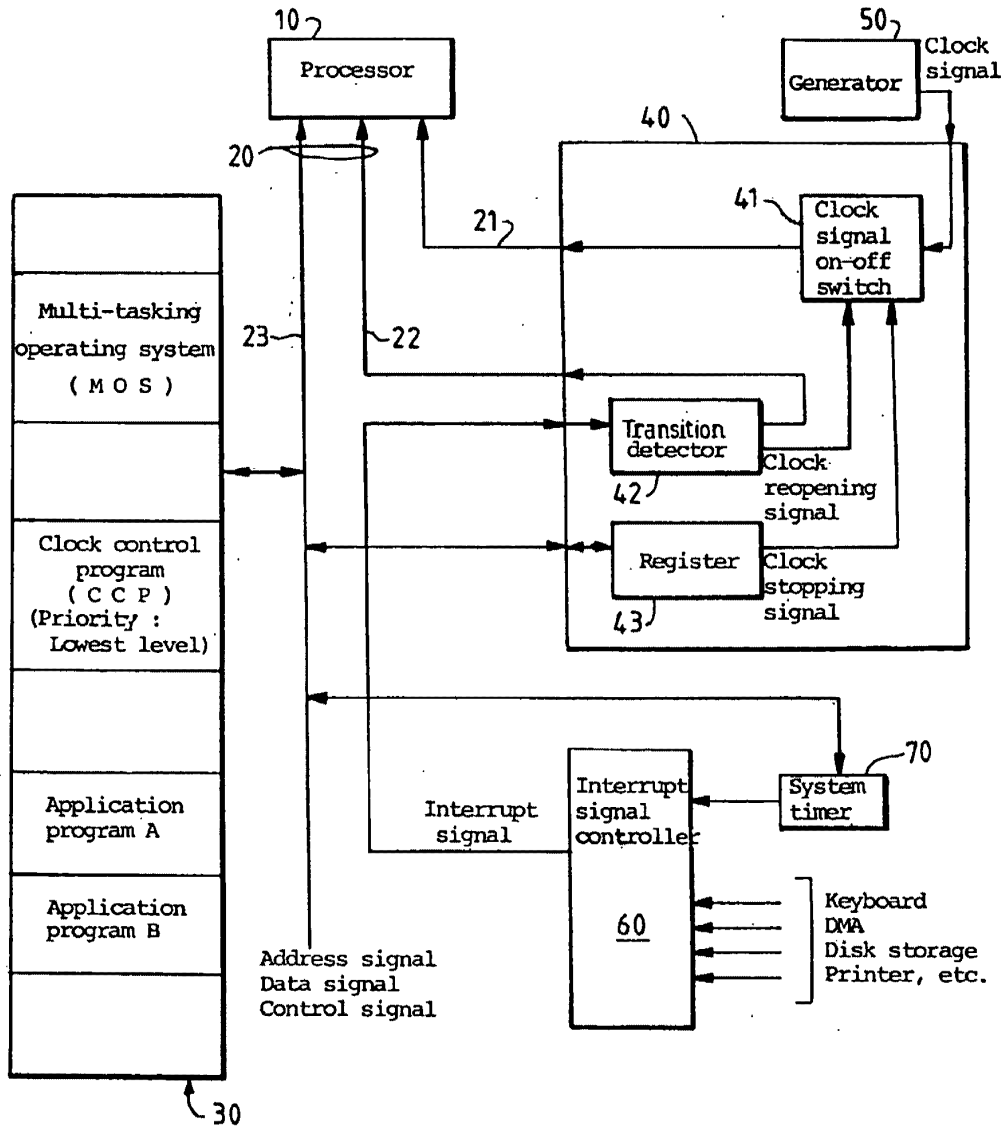 10
Processor
50
Generator
Clock
signal
20
40
41
Clock
signal
on-off
switch
21
Multi-tasking
operating system
( M O S )
23
22
Transition
detector
42
Clock
reopening
signal
Clock control
program
( C C P )
(Priority :
Lowest level)
Register
43
Clock
stopping
signal
70
System
timer
Interrupt
signal
Interrupt
signal
controller
60
Application
program A
Application
program B
Keyboard
DMA
Disk storage
Printer, etc.
Address signal
Data signal
Control signal
30